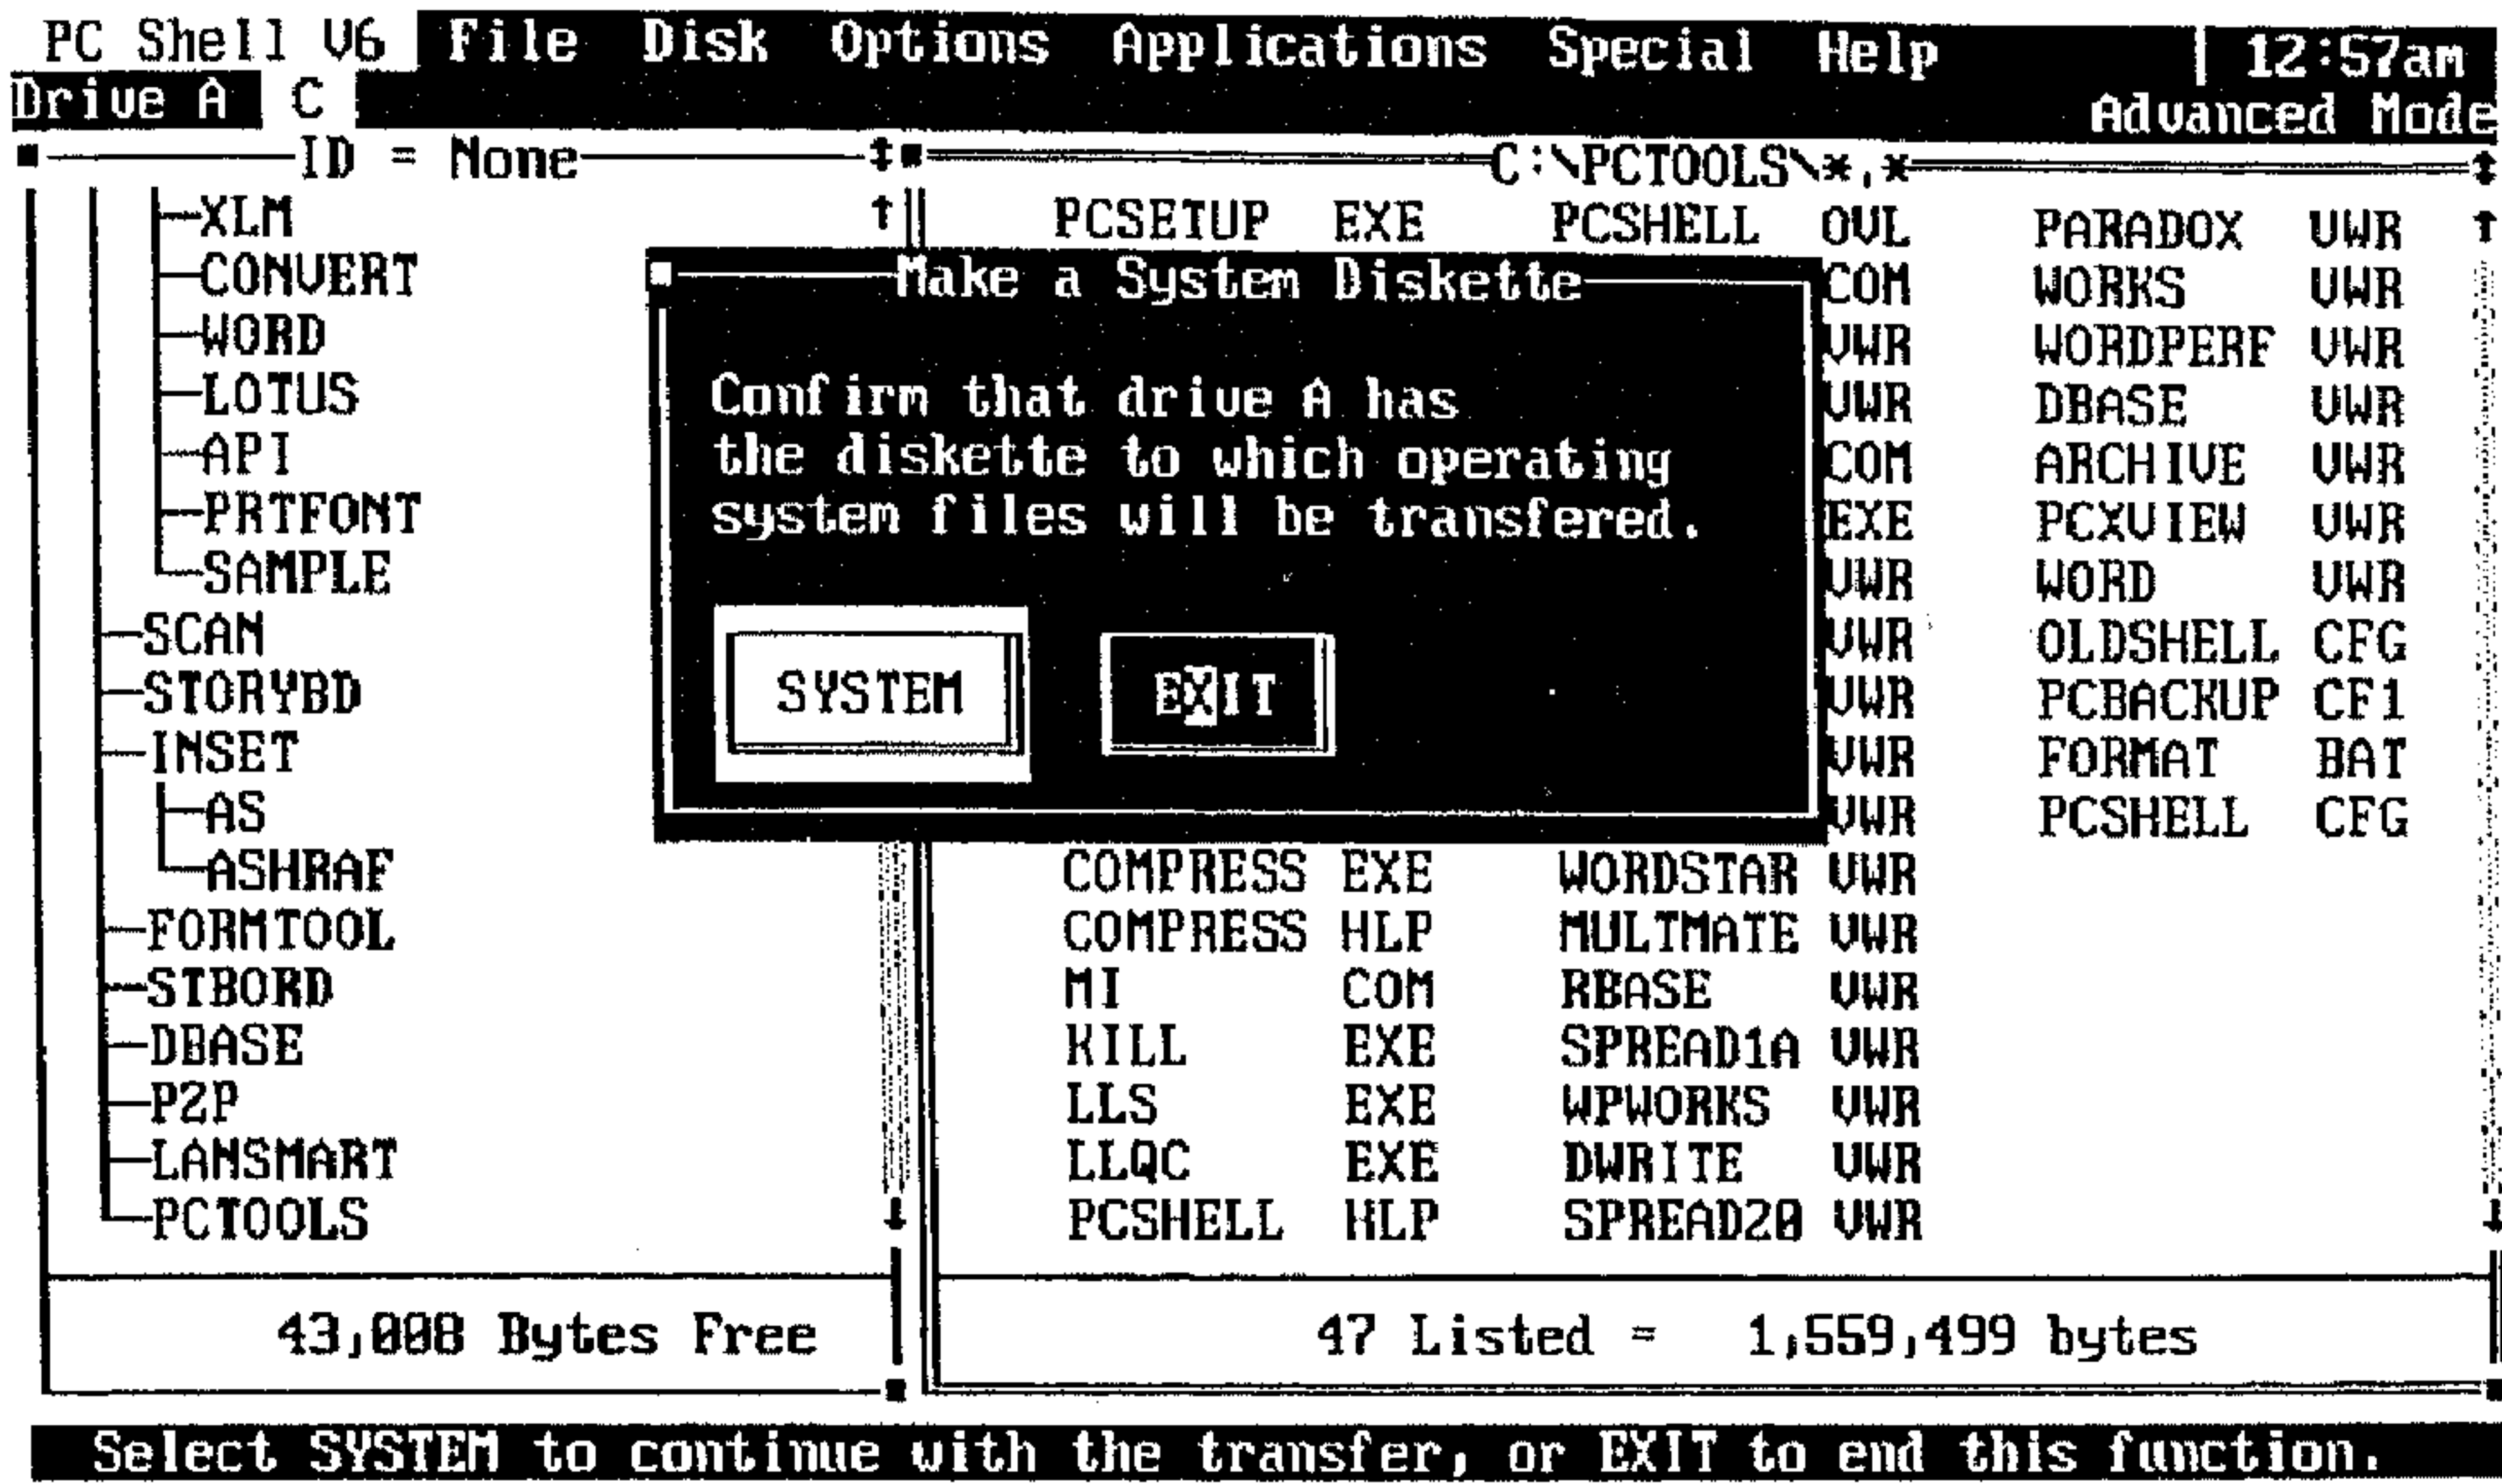 PC Shell V6 File Disk Options Applications Special Help 12:57am
Drive A C Advanced Mode
ID = None C:\PCTOOLS\*.*
XLM PCSETUP EXE PCSHELL OVL PARADOX VWR
Make a System Diskette
CONVERT COM WORKS VWR
WORD VWR WORDPERF VWR
LOTUS Confirm that drive A has VWR DBASE VWR
API the diskette to which operating COM ARCHIVE VWR
PRTFONT system files will be transfered. EXE PCXVIEW VWR
SAMPLE VWR WORD VWR
SCAN VWR OLDSHELL CFG
STORYBD SYSTEM EXIT VWR PCBACKUP CF1
INSET VWR FORMAT BAT
AS VWR PCSHELL CFG
ASHRAF COMPRESS EXE WORDSTAR VWR
FORMTOOL COMPRESS HLP MULTMATE VWR
STBORD MI COM RBASE VWR
DBASE KILL EXE SPREAD1A VWR
P2P LLS EXE WPWORKS VWR
LANSMART LLQC EXE DWRITE VWR
PCTOOLS PCSHELL HLP SPREAD20 VWR
43,008 Bytes Free 47 Listed = 1,559,499 bytes
Select SYSTEM to continue with the transfer, or EXIT to end this function.